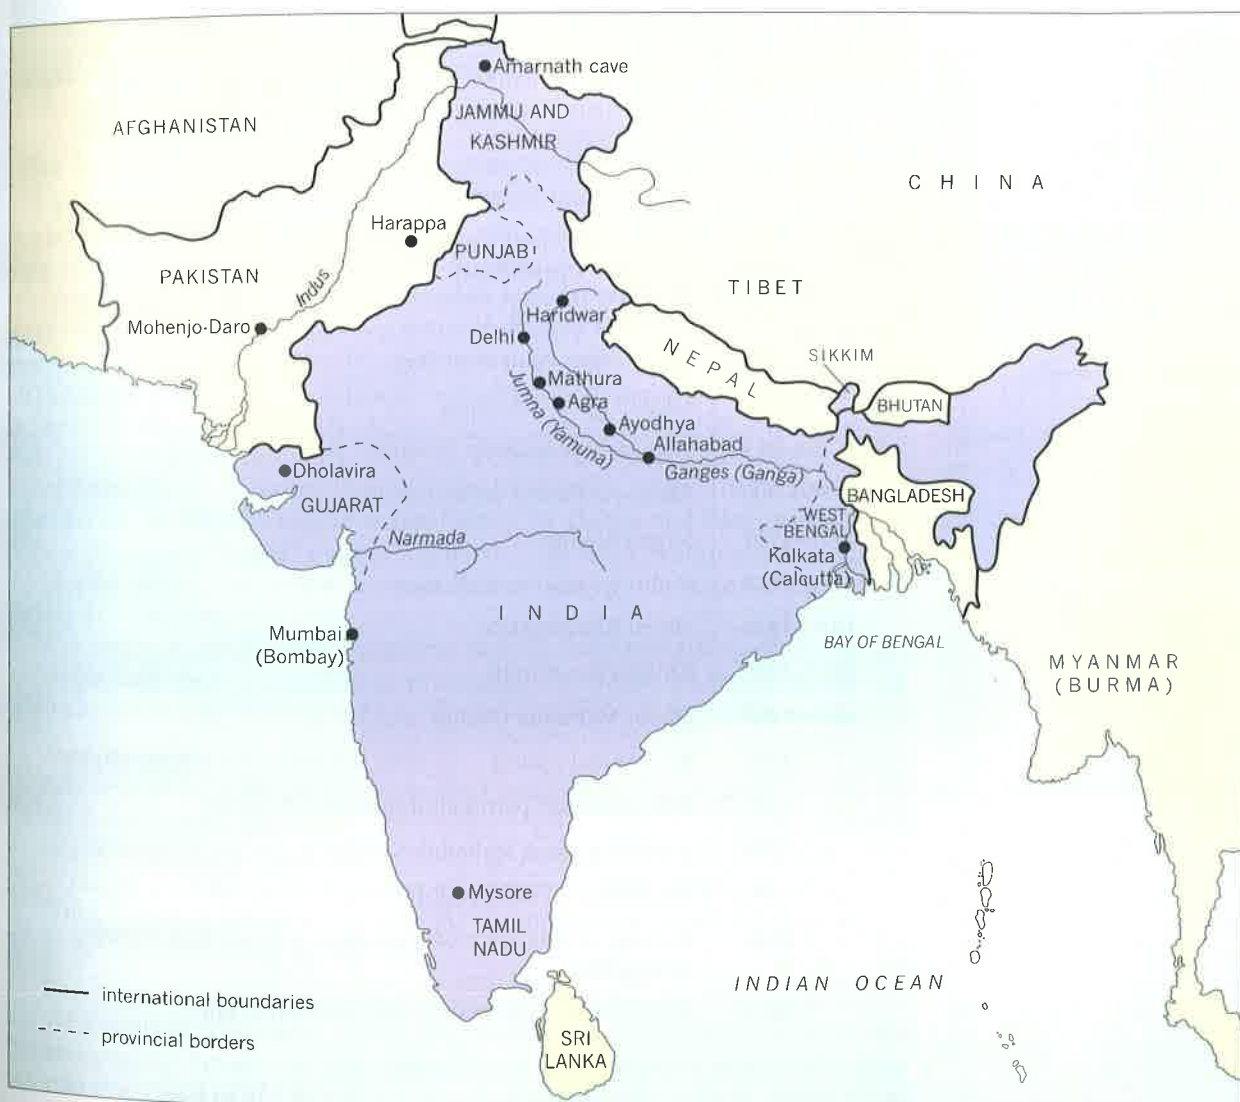 Amarnath cave
JAMMU AND
KASHMIR
AFGHANISTAN
CHINA
Harappa
PUNJAB
PAKISTAN
Indus
TIBET
Mohenjo-Daro
Haridwar
Delhi
NEPAL
SIKKIM
Mathura
BHUTAN
Agra
Jumna (Yamuna)
Ayodhya
Allahabad
Ganges (Ganga)
Dholavira
GUJARAT
BANGLADESH
WEST
BENGAL
Narmada
Kolkata
(Calcutta)
INDIA
Mumbai
(Bombay)
BAY OF BENGAL
MYANMAR
(BURMA)
Mysore
TAMIL
NADU
INDIAN OCEAN
international boundaries
provincial borders
SRI
LANKA